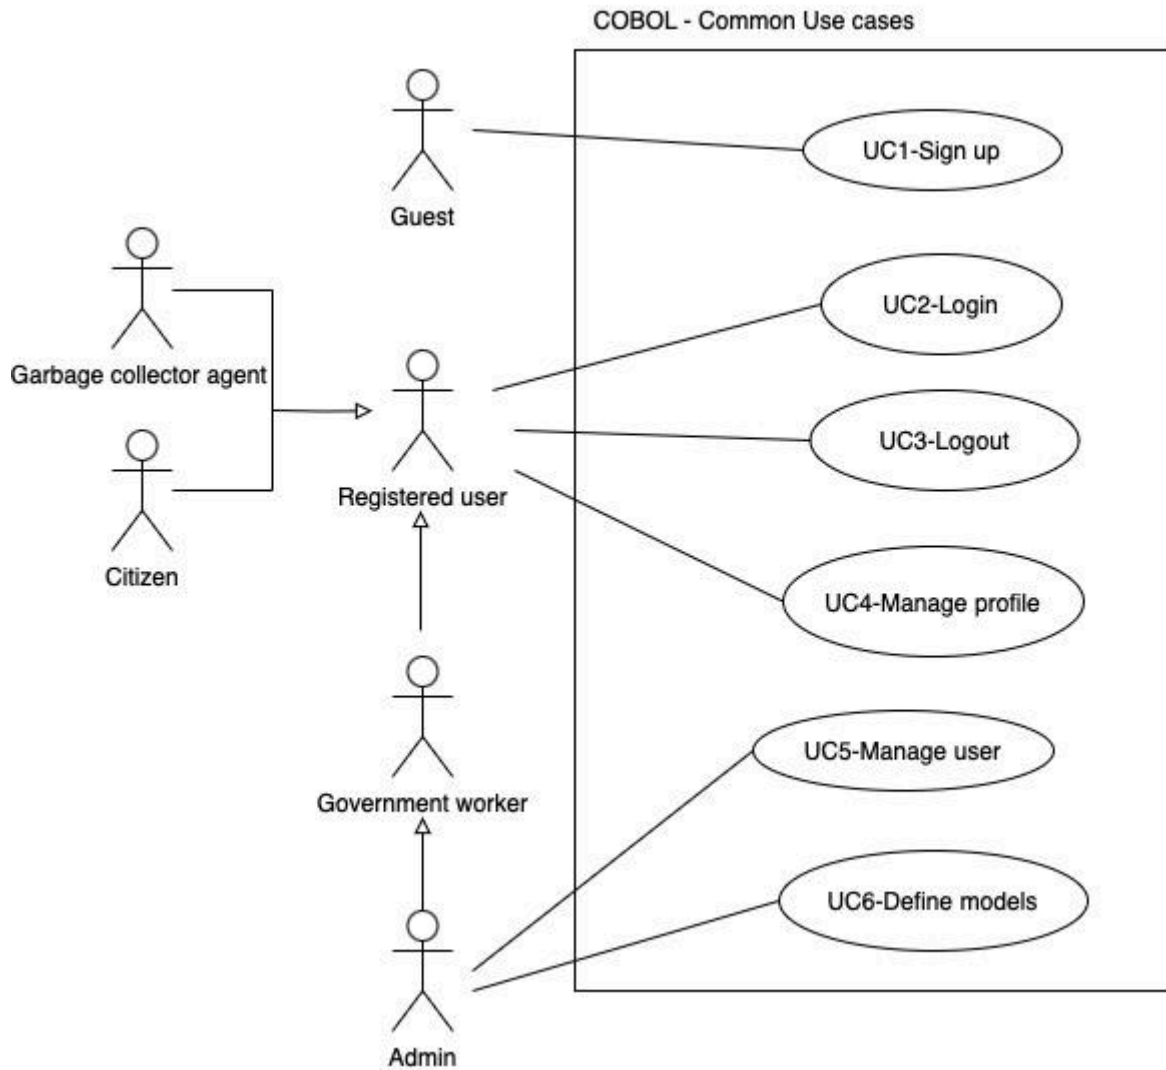 COBOL - Common Use cases
Guest
UC1-Sign up
UC2-Login
Garbage collector agent
UC3-Logout
Registered user
Citizen
UC4-Manage profile
UC5-Manage user
Government worker
UC6-Define models
Admin